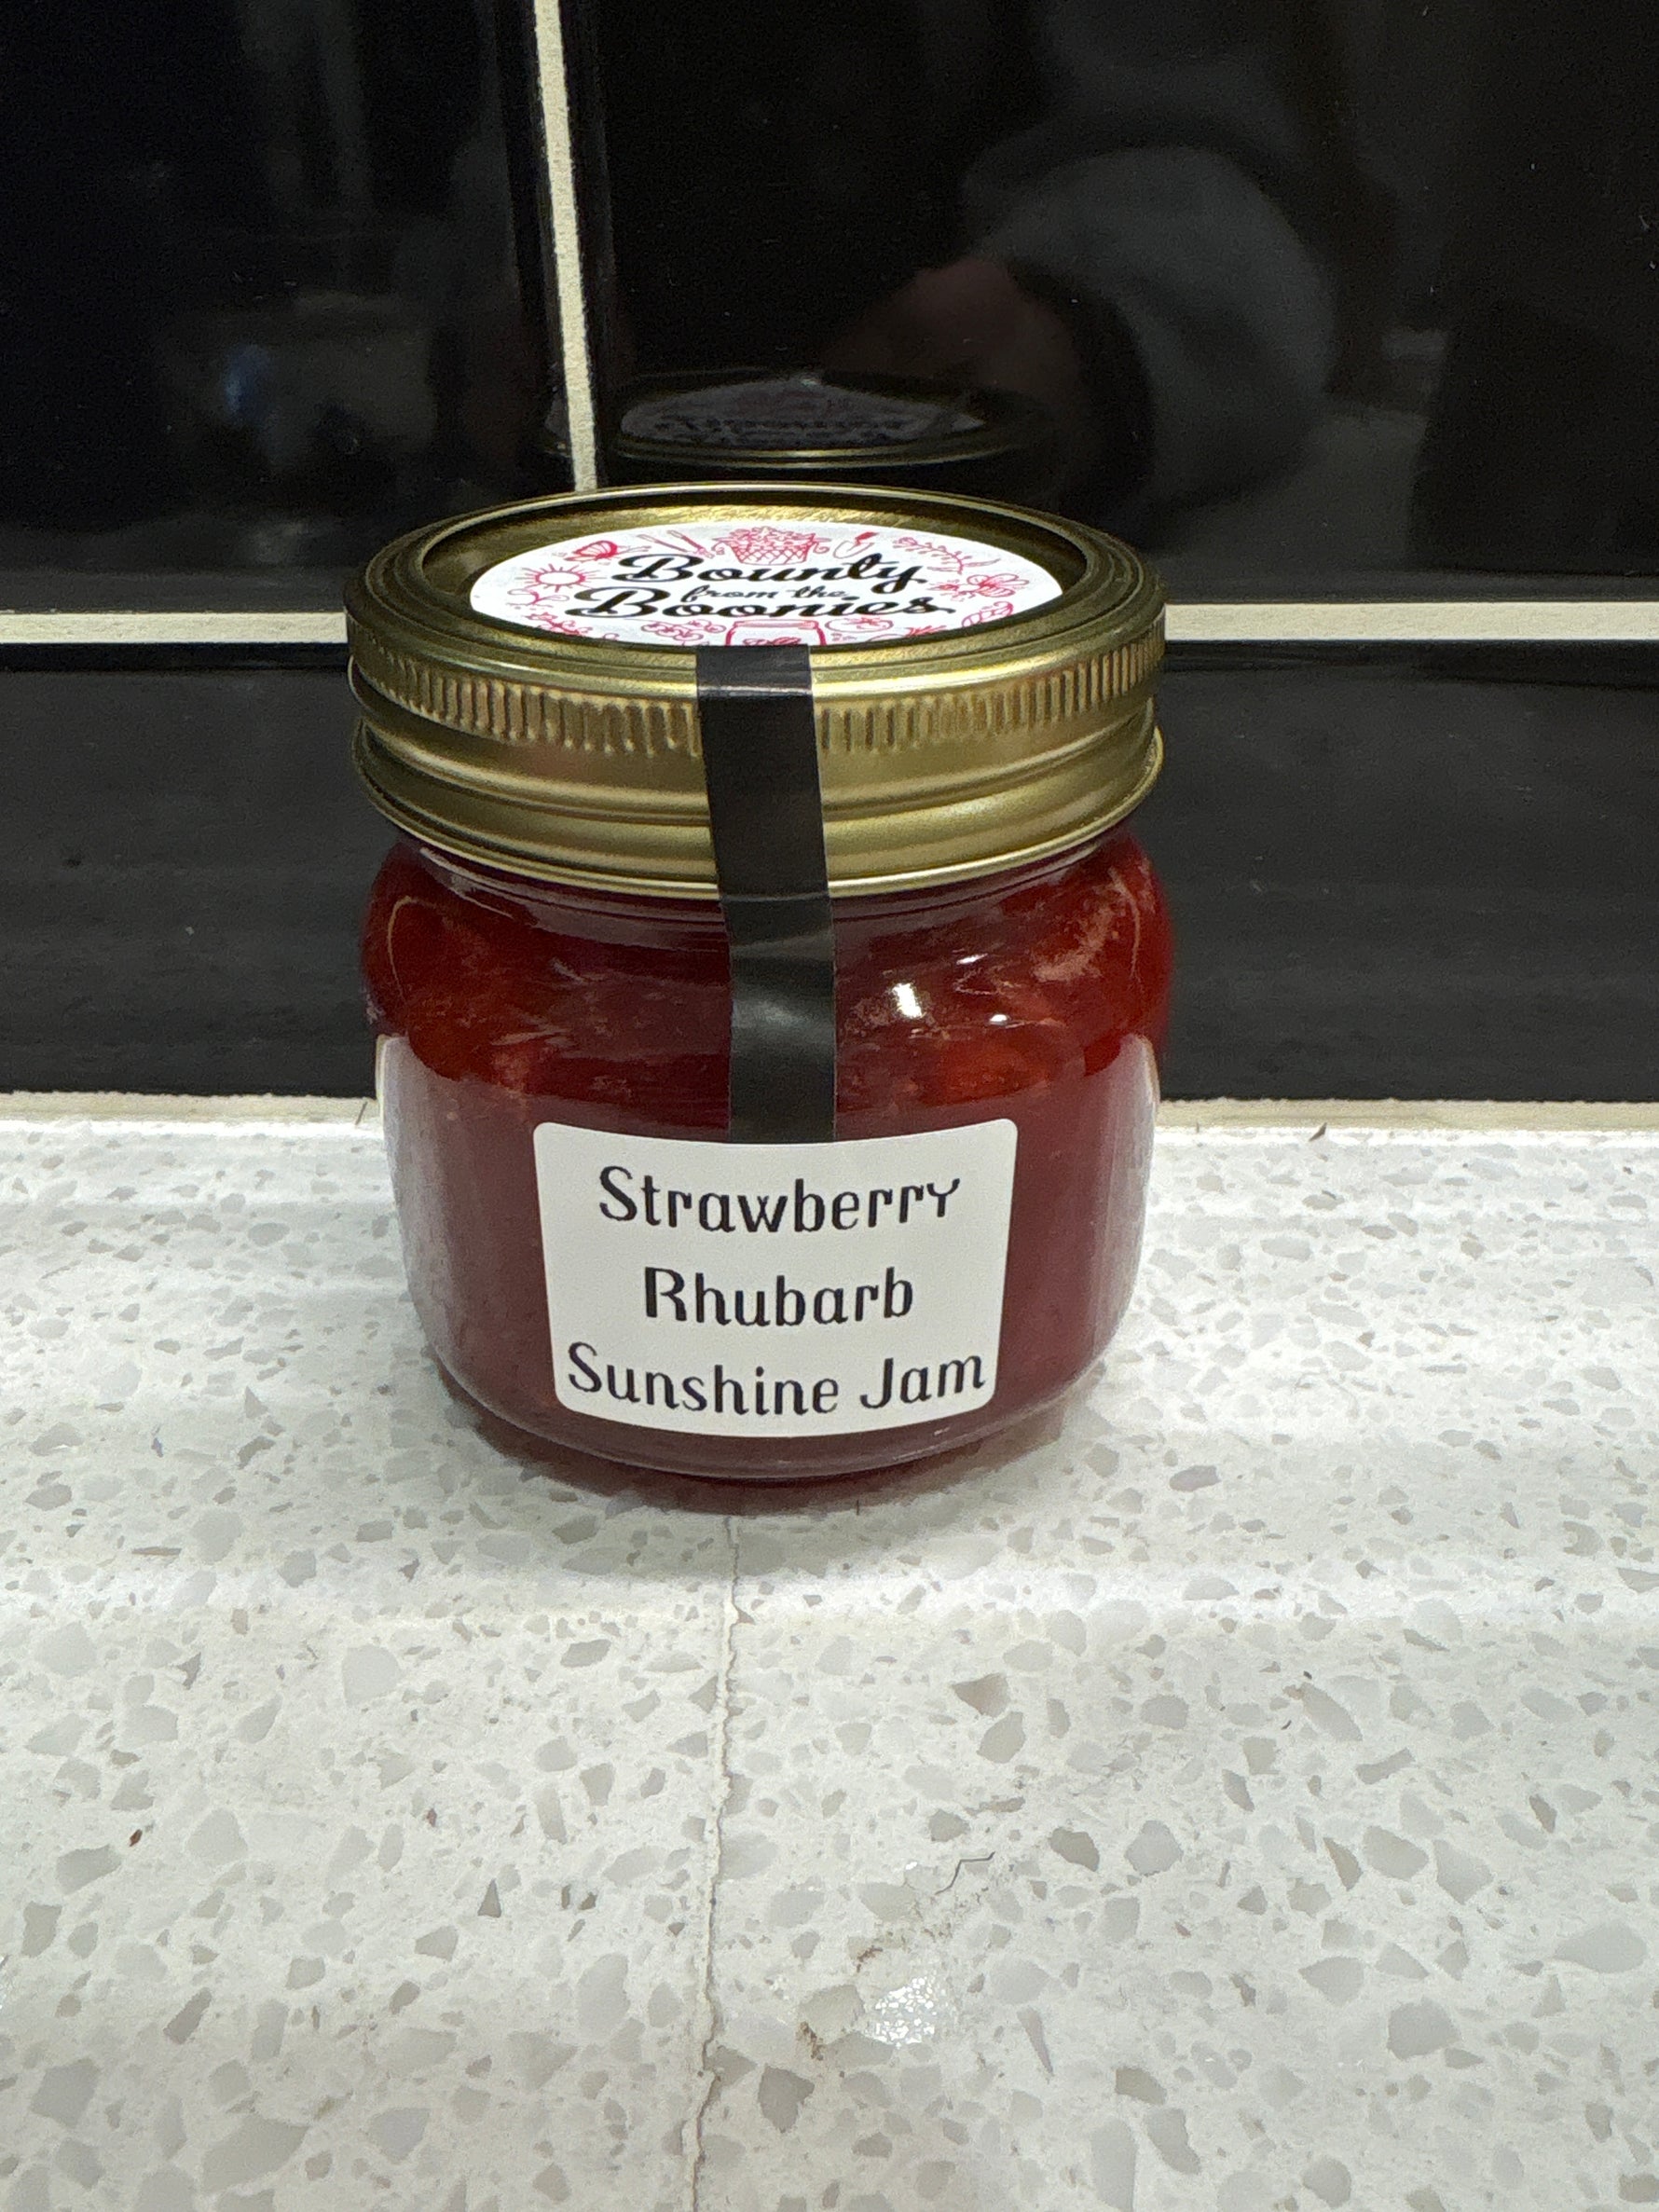 Bounty
from the
Boonies
Strawberry
Rhubarb
Sunshine Jam